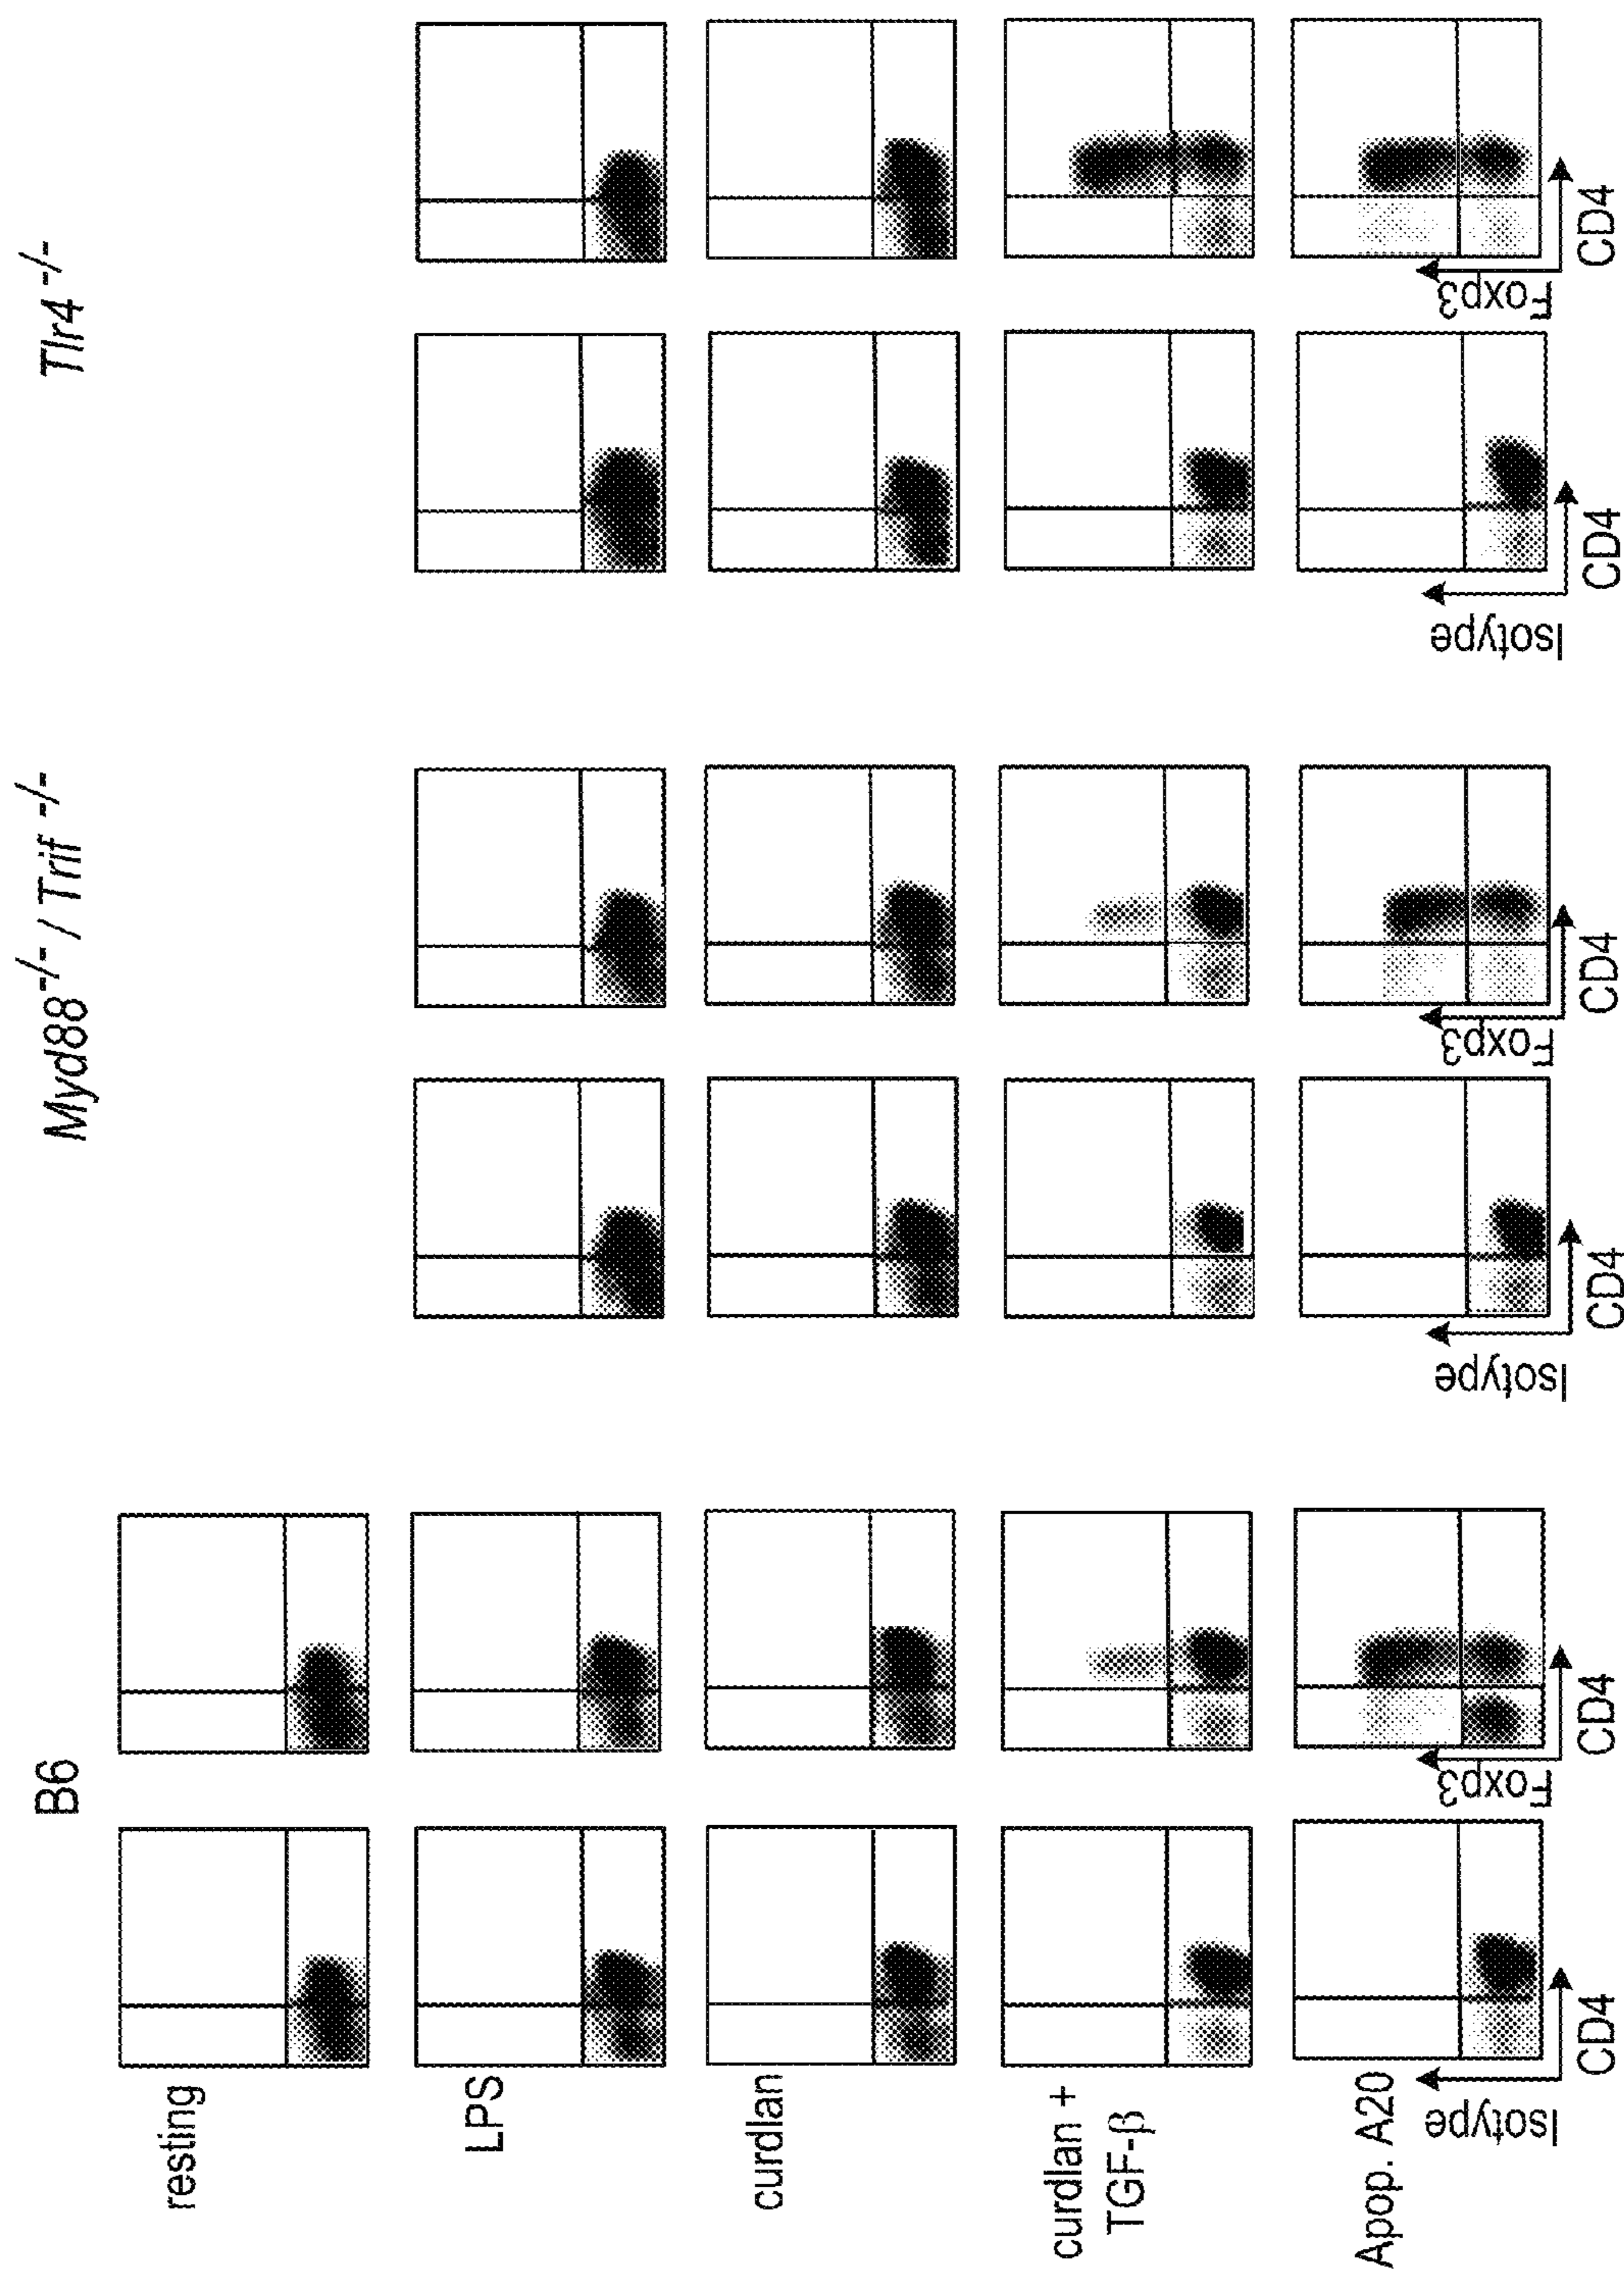 B6
Myd88-/- / Trif -/-
Tlr4 -/-
resting
LPS
curdlan
curdlan +
TGF-β
Apop. A20
Isotype
CD4
Foxp3
CD4
Isotype
CD4
Foxp3
CD4
Isotype
CD4
Foxp3
CD4